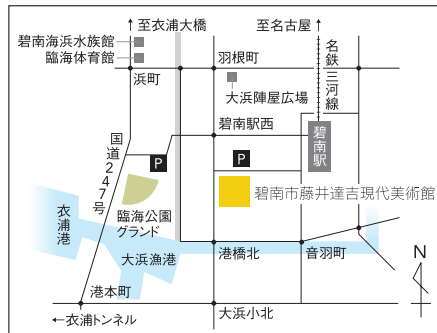 至衣浦大橋
至名古屋
碧南海浜水族館
臨海体育館
浜町
羽根町
名鉄三河線
大浜陣屋広場
碧南駅西
碧南駅
P
P
国道247号
臨海公園
グランド
碧南市藤井達吉現代美術館
衣浦港
大浜漁港
港橋北
音羽町
N
港本町
←衣浦トンネル
大浜小北